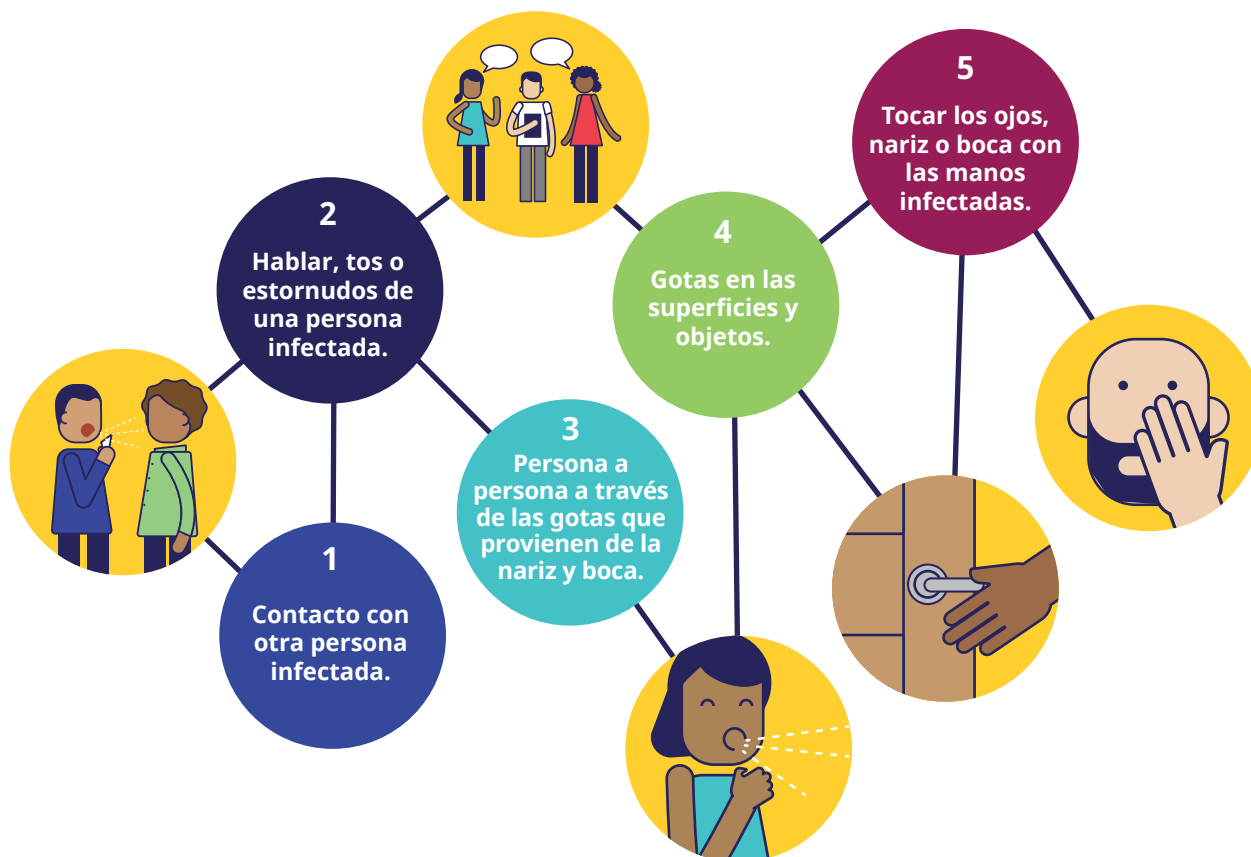 1
Contacto con
otra persona
infectada.
2
Hablar, tos o
estornudos de
una persona
infectada.
3
Persona a
persona a través
de las gotas que
provienen de la
nariz y boca.
4
Gotas en las
superficies y
objetos.
5
Tocar los ojos,
nariz o boca con
las manos
infectadas.